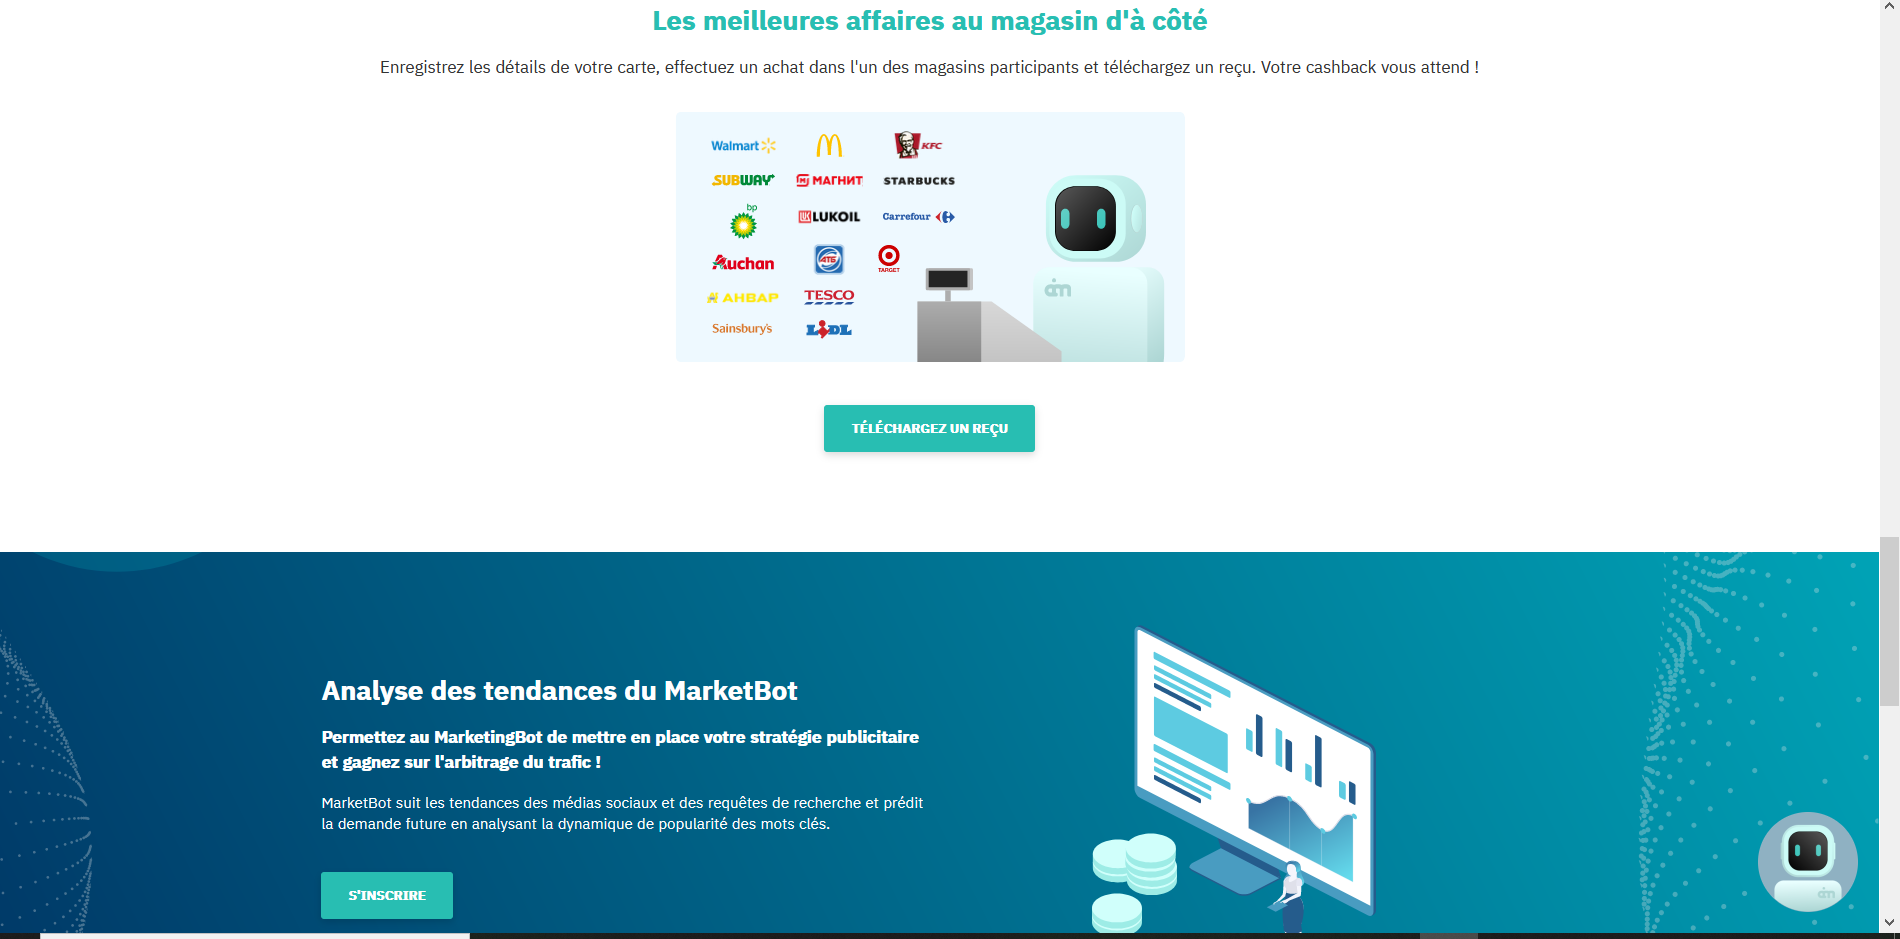 Les meilleures affaires au magasin d'à côté
Enregistrez les détails de votre carte, effectuez un achat dans l'un des magasins participants et téléchargez un reçu. Votre cashback vous attend !
Walmart
KFC
SUBWAY
МАГНИТ
STARBUCKS
bp
LUKOIL
Carrefour
Auchan
АТБ
TARGET
АНВАР
TESCO
Sainsbury's
LIDL
aim
TÉLÉCHARGEZ UN REÇU
Analyse des tendances du MarketBot
Permettez au MarketingBot de mettre en place votre stratégie publicitaire
et gagnez sur l'arbitrage du trafic !
MarketBot suit les tendances des médias sociaux et des requêtes de recherche et prédit
la demande future en analysant la dynamique de popularité des mots clés.
S'INSCRIRE
aim